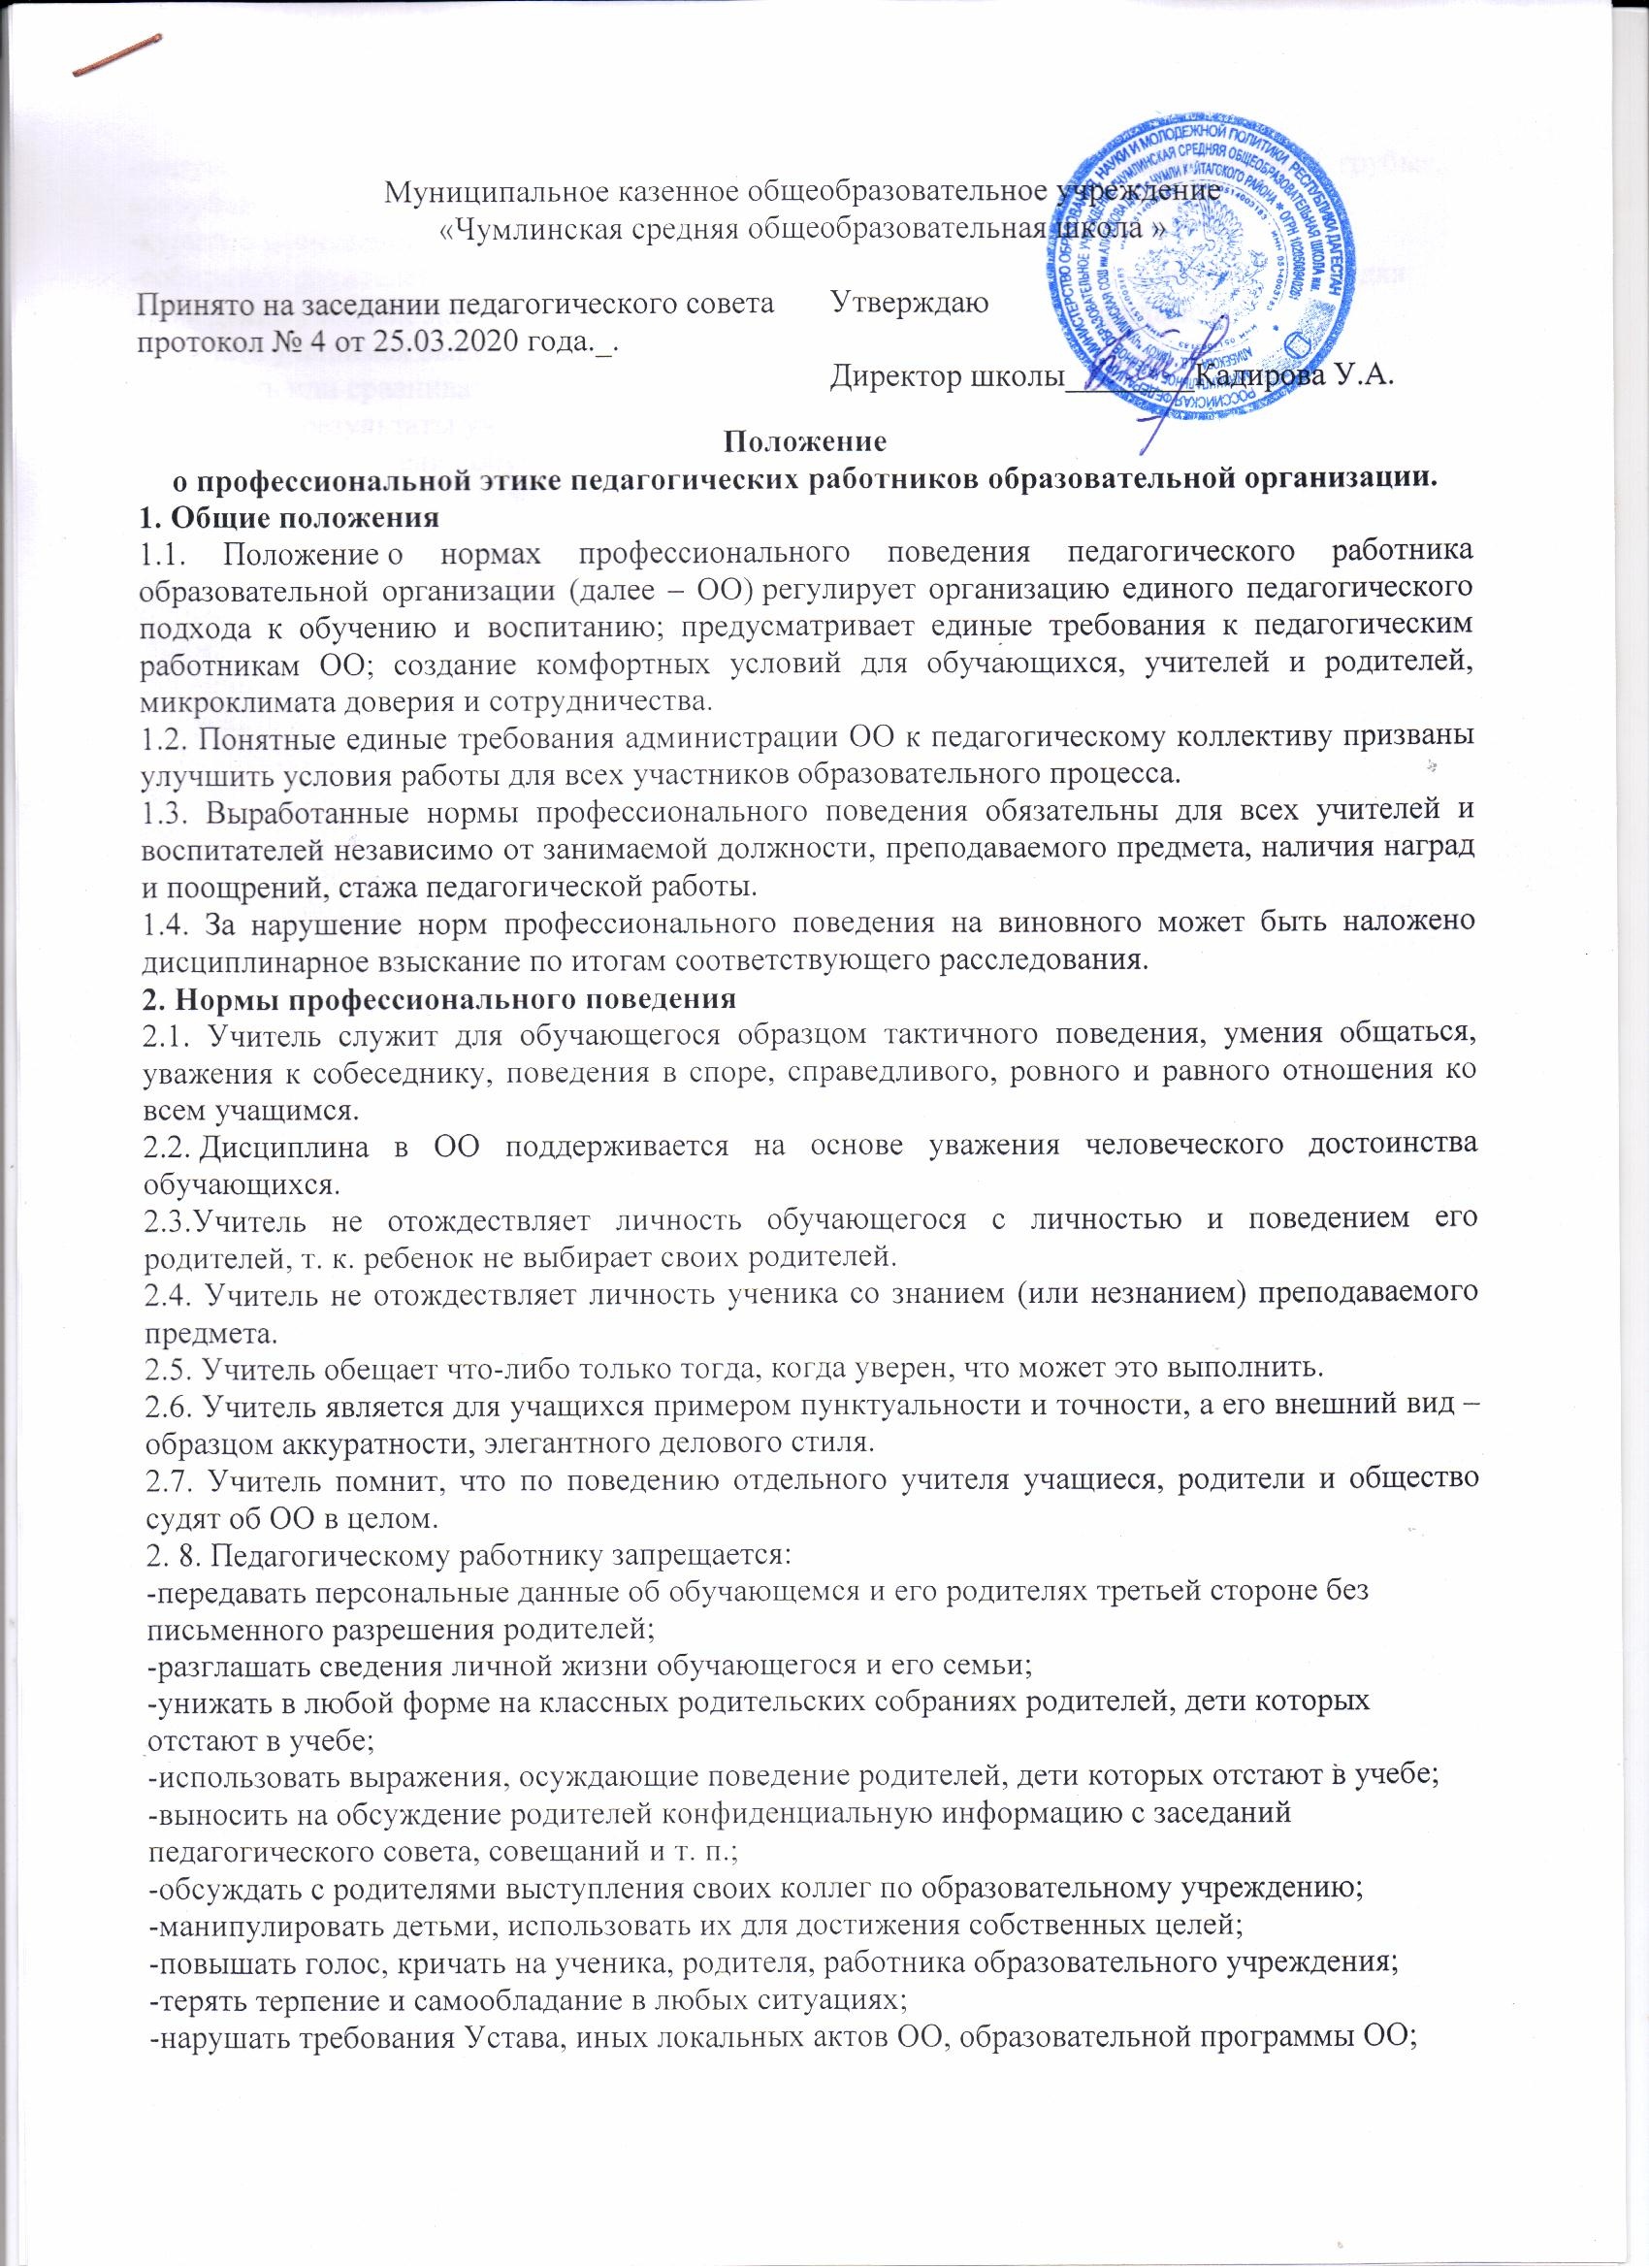 Муниципальное казенное общеобразовательное учреждение
«Чумлинская средняя общеобразовательная школа »
Принято на заседании педагогического совета
протокол № 4 от 25.03.2020 года._.
Утверждаю
Директор школы________Кадирова У.А.
Положение
о профессиональной этике педагогических работников образовательной организации.
1. Общие положения
1.1. Положение о нормах профессионального поведения педагогического работника
образовательной организации (далее – ОО) регулирует организацию единого педагогического
подхода к обучению и воспитанию; предусматривает единые требования к педагогическим
работникам ОО; создание комфортных условий для обучающихся, учителей и родителей,
микроклимата доверия и сотрудничества.
1.2. Понятные единые требования администрации ОО к педагогическому коллективу призваны
улучшить условия работы для всех участников образовательного процесса.
1.3. Выработанные нормы профессионального поведения обязательны для всех учителей и
воспитателей независимо от занимаемой должности, преподаваемого предмета, наличия наград
и поощрений, стажа педагогической работы.
1.4. За нарушение норм профессионального поведения на виновного может быть наложено
дисциплинарное взыскание по итогам соответствующего расследования.
2. Нормы профессионального поведения
2.1. Учитель служит для обучающегося образцом тактичного поведения, умения общаться,
уважения к собеседнику, поведения в споре, справедливого, ровного и равного отношения ко
всем учащимся.
2.2. Дисциплина в ОО поддерживается на основе уважения человеческого достоинства
обучающихся.
2.3.Учитель не отождествляет личность обучающегося с личностью и поведением его
родителей, т. к. ребенок не выбирает своих родителей.
2.4. Учитель не отождествляет личность ученика со знанием (или незнанием) преподаваемого
предмета.
2.5. Учитель обещает что-либо только тогда, когда уверен, что может это выполнить.
2.6. Учитель является для учащихся примером пунктуальности и точности, а его внешний вид –
образцом аккуратности, элегантного делового стиля.
2.7. Учитель помнит, что по поведению отдельного учителя учащиеся, родители и общество
судят об ОО в целом.
2. 8. Педагогическому работнику запрещается:
-передавать персональные данные об обучающемся и его родителях третьей стороне без
письменного разрешения родителей;
-разглашать сведения личной жизни обучающегося и его семьи;
-унижать в любой форме на классных родительских собраниях родителей, дети которых
отстают в учебе;
-использовать выражения, осуждающие поведение родителей, дети которых отстают в учебе;
-выносить на обсуждение родителей конфиденциальную информацию с заседаний
педагогического совета, совещаний и т. п.;
-обсуждать с родителями выступления своих коллег по образовательному учреждению;
-манипулировать детьми, использовать их для достижения собственных целей;
-повышать голос, кричать на ученика, родителя, работника образовательного учреждения;
-терять терпение и самообладание в любых ситуациях;
-нарушать требования Устава, иных локальных актов ОО, образовательной программы ОО;
РОССИЙСКАЯ ФЕДЕРАЦИЯ МИНИСТЕРСТВО ОБРАЗОВАНИЯ, НАУКИ И МОЛОДЕЖНОЙ ПОЛИТИКИ РЕСПУБЛИКИ ДАГЕСТАН